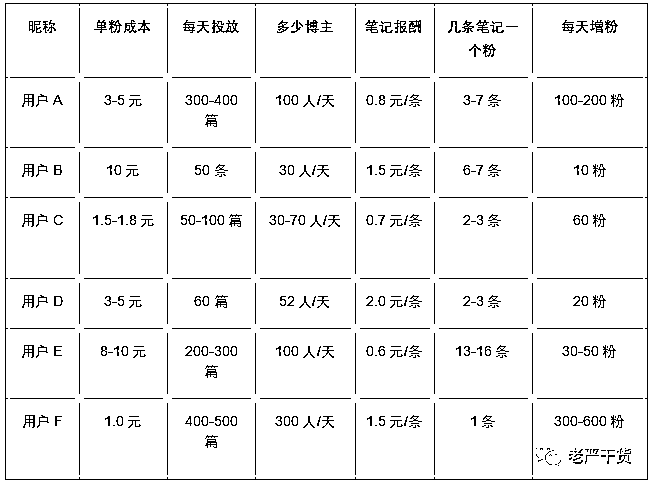 昵称 单粉成本 每天投放 多少博主 笔记报酬 几条笔记一个粉 每天增粉
用户 A 3-5 元 300-400 篇 100 人/天 0.8 元/条 3-7 条 100-200 粉
用户 B 10 元 50 条 30 人/天 1.5 元/条 6-7 条 10 粉
用户 C 1.5-1.8 元 50-100 篇 30-70 人/天 0.7 元/条 2-3 条 60 粉
用户 D 3-5 元 60 篇 52 人/天 2.0 元/条 2-3 条 20 粉
用户 E 8-10 元 200-300 篇 100 人/天 0.6 元/条 13-16 条 30-50 粉
用户 F 1.0 元 400-500 篇 300 人/天 1.5 元/条 1 条 300-600 粉
老严干货